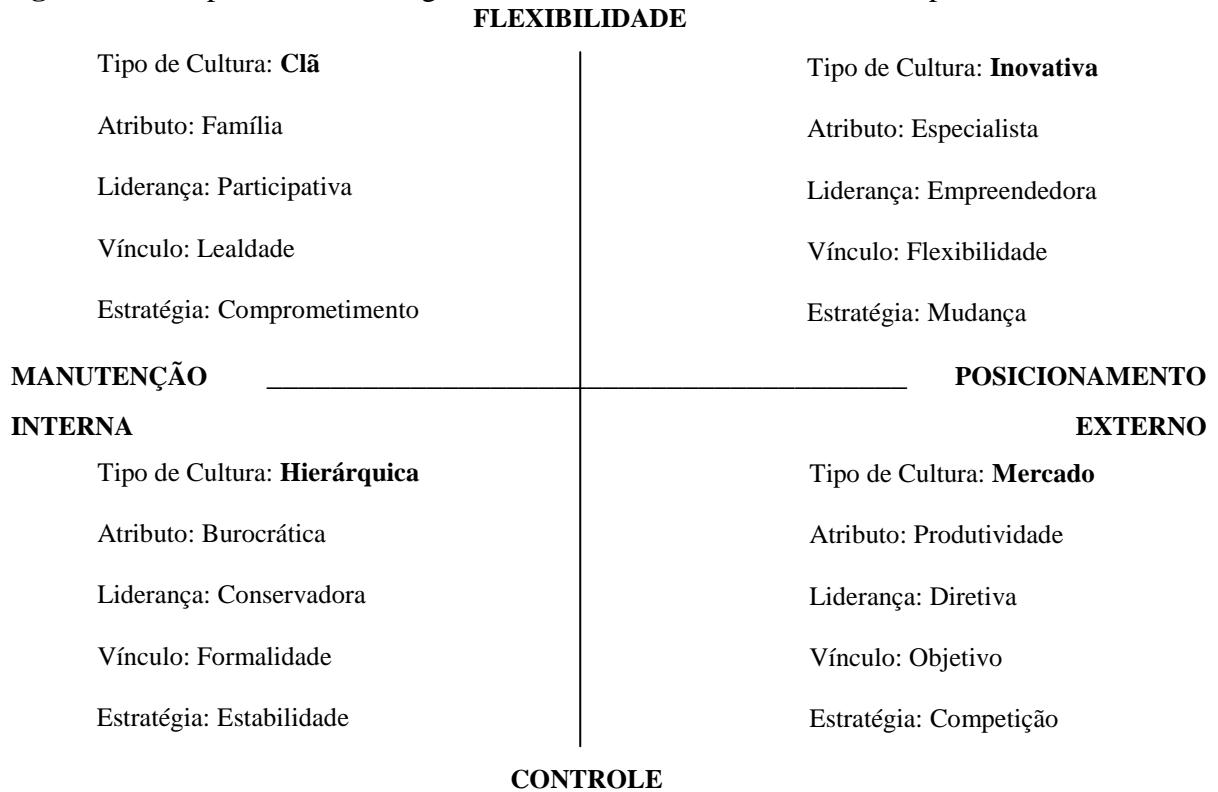 FLEXIBILIDADE
Tipo de Cultura: Clã
Atributo: Família
Liderança: Participativa
Vínculo: Lealdade
Estratégia: Comprometimento
Tipo de Cultura: Inovativa
Atributo: Especialista
Liderança: Empreendedora
Vínculo: Flexibilidade
Estratégia: Mudança
MANUTENÇÃO
INTERNA
POSICIONAMENTO
EXTERNO
Tipo de Cultura: Hierárquica
Atributo: Burocrática
Liderança: Conservadora
Vínculo: Formalidade
Estratégia: Estabilidade
Tipo de Cultura: Mercado
Atributo: Produtividade
Liderança: Diretiva
Vínculo: Objetivo
Estratégia: Competição
CONTROLE